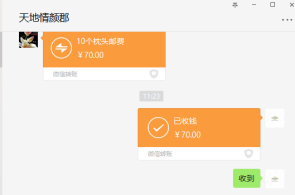 天地情颜郡
10个枕头邮费
¥70.00
微信转账
11:23
已收钱
¥70.00
微信转账
收到